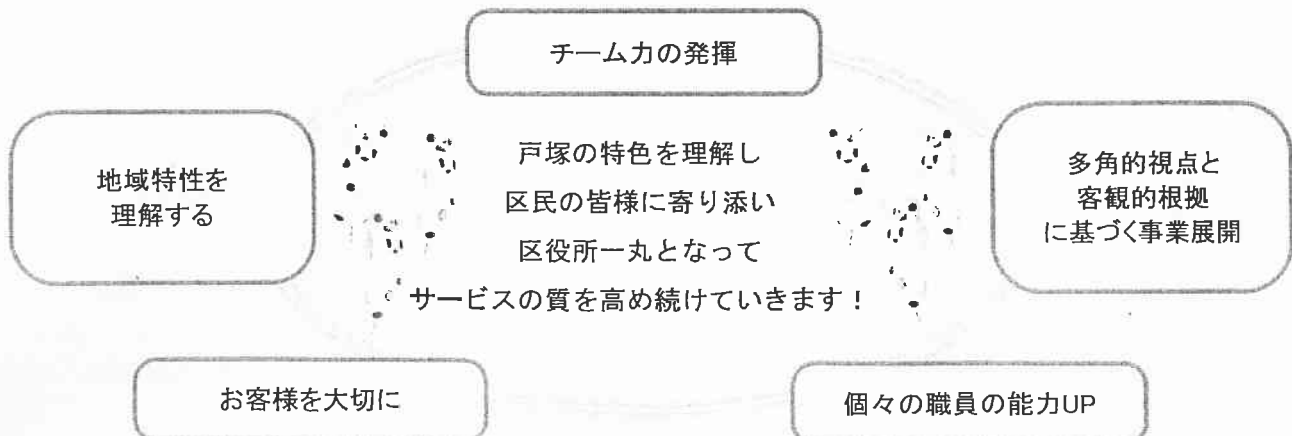 チーム力の発揮
地域特性を
理解する
戸塚の特色を理解し
区民の皆様に寄り添い
区役所一丸となって
サービスの質を高め続けていきます！
多角的視点と
客観的根拠
に基づく事業展開
お客様を大切に
個々の職員の能力UP